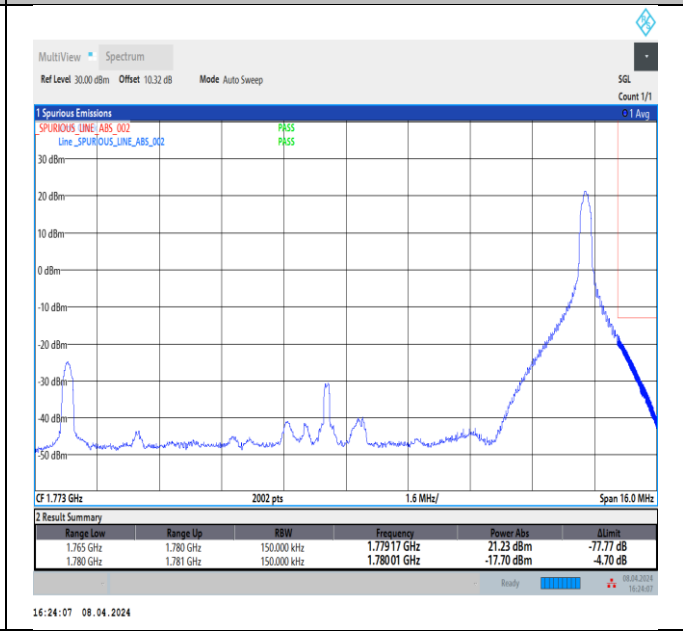 MultiView Spectrum
Ref Level 30.00 dBm Offset 10.32 dB Mode Auto Sweep SGL
Count 1/1
1 Spurious Emissions 1 Avg
_SPURIOUS_LINE_ABS_002 PASS
Line _SPURIOUS_LINE_ABS_002 PASS
30 dBm
20 dBm
10 dBm
0 dBm
-10 dBm
-20 dBm
-30 dBm
-40 dBm
-50 dBm
CF 1.773 GHz 2002 pts 1.6 MHz/ Span 16.0 MHz
2 Result Summary
Range Low Range Up RBW Frequency Power Abs ΔLimit
1.765 GHz 1.780 GHz 150.000 kHz 1.77917 GHz 21.23 dBm -77.77 dB
1.780 GHz 1.781 GHz 150.000 kHz 1.78001 GHz -17.70 dBm -4.70 dB
Ready 08.04.2024
16:24:07
16:24:07 08.04.2024